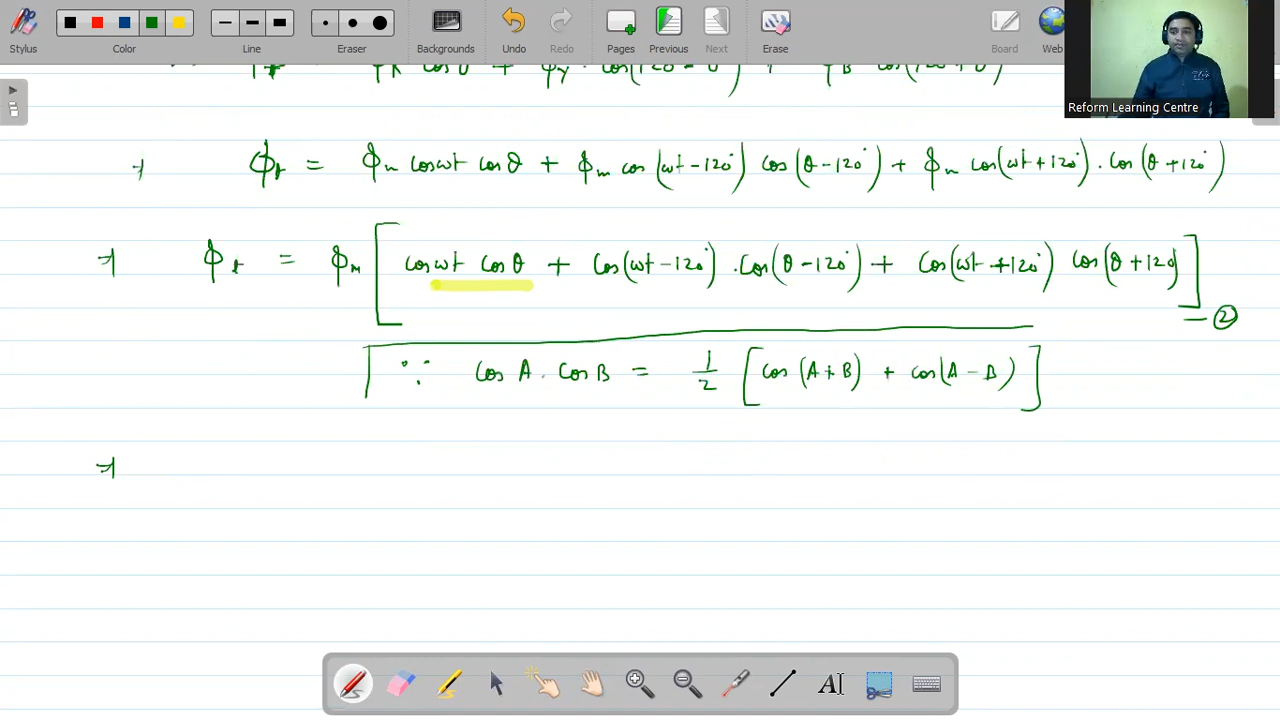 Stylus Color Line Eraser Backgrounds Undo Redo Pages Previous Next Erase Board Web
Reform Learning Centre
ϕt = ϕm cosωt cosθ + ϕm cos(ωt-120°) cos(θ-120°) + ϕm cos(ωt+120°). cos(θ+120°)
⇒ ϕt = ϕm [cosωt cosθ + cos(ωt-120°).cos(θ-120°) + cos(ωt+120°) cos(θ+120)] — ②
∵ cos A . cos B = 1/2 [cos(A+B) + cos(A-B)]
⇒